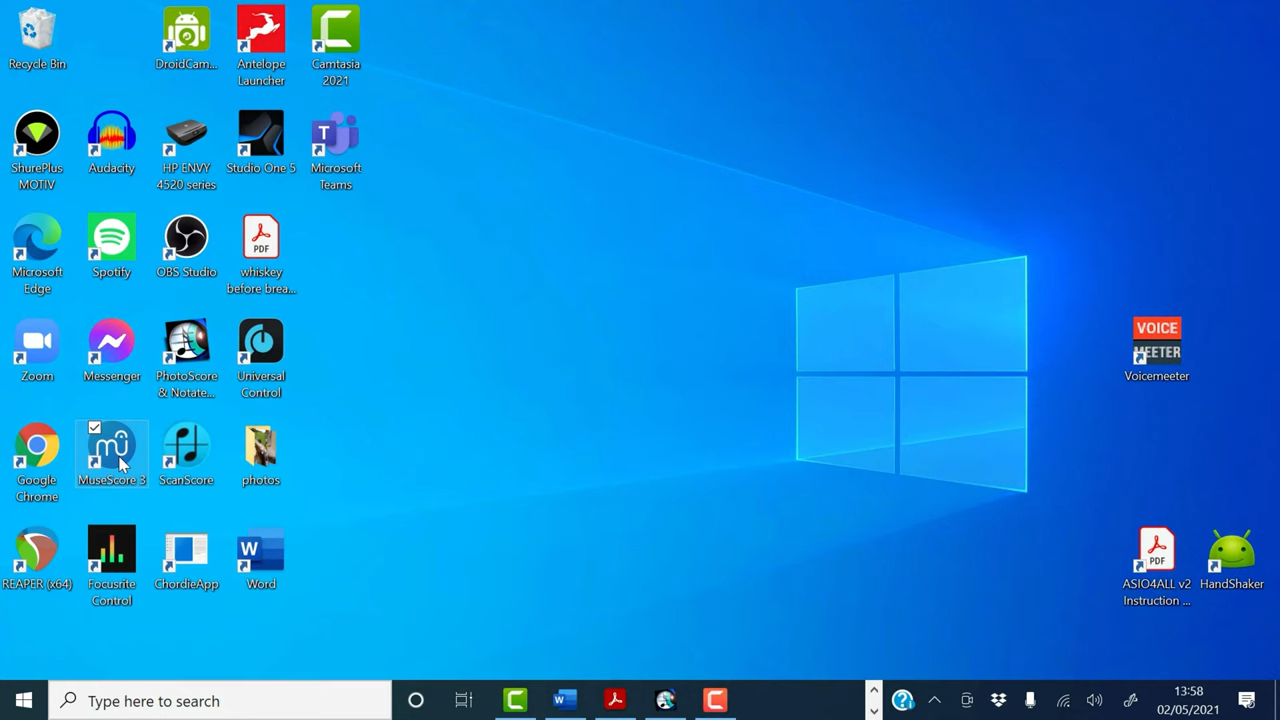 Recycle Bin
DroidCam...
Antelope
Launcher
Camtasia
2021
ShurePlus
MOTIV
Audacity
HP ENVY
4520 series
Studio One 5
T
Microsoft
Teams
Microsoft
Edge
Spotify
OBS Studio
PDF
whiskey
before brea...
Zoom
Messenger
PhotoScore
& Notate...
Universal
Control
VOICE
MEETER
Voicemeeter
Google
Chrome
mu
MuseScore 3
ScanScore
photos
REAPER (x64)
Focusrite
Control
ChordieApp
W
Word
PDF
ASIO4ALL v2
Instruction ...
HandShaker
Type here to search
13:58
02/05/2021